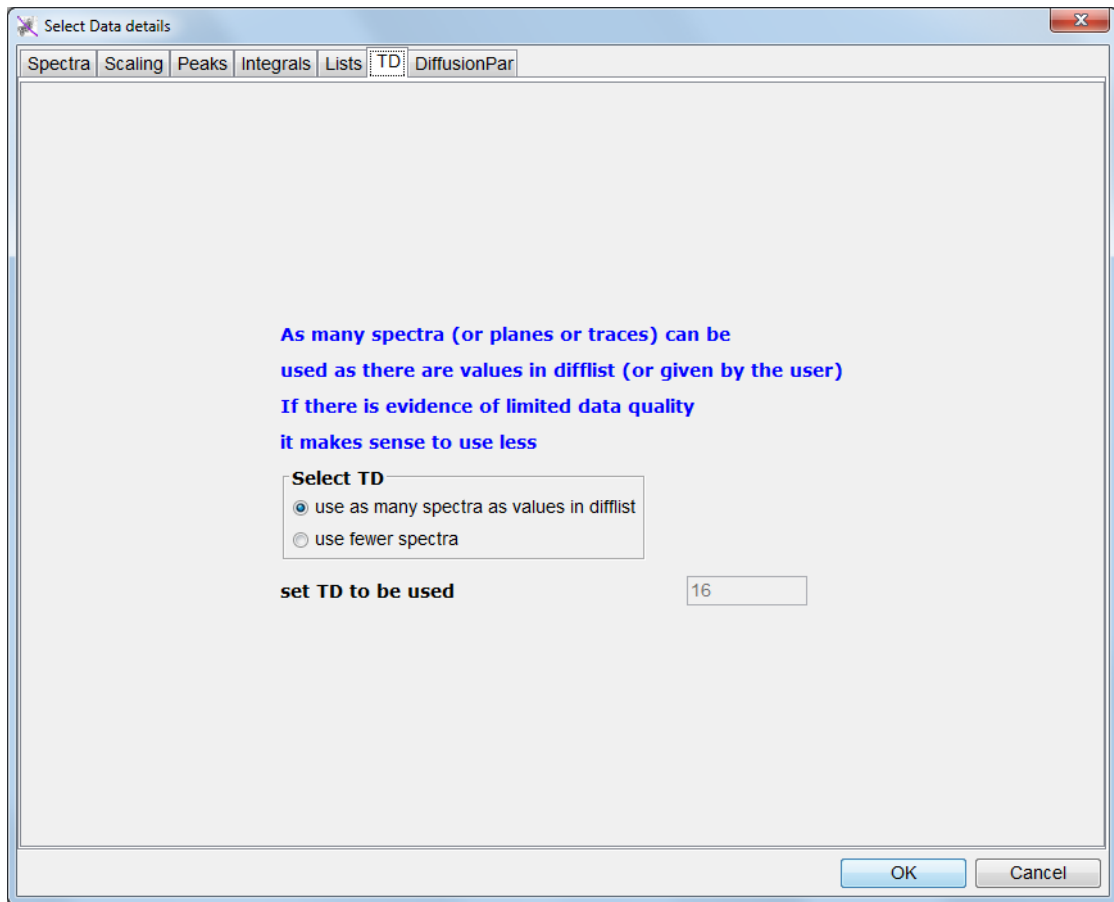 Select Data details
x
Spectra Scaling Peaks Integrals Lists TD DiffusionPar
As many spectra (or planes or traces) can be
used as there are values in difflist (or given by the user)
If there is evidence of limited data quality
it makes sense to use less
Select TD
use as many spectra as values in difflist
use fewer spectra
set TD to be used 16
OK Cancel